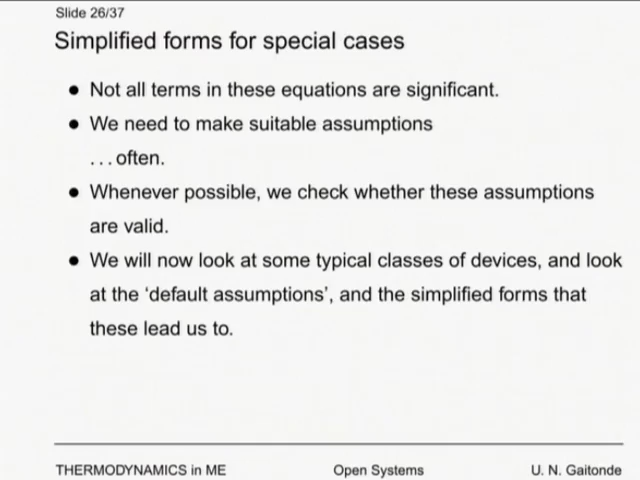 Slide 26/37
Simplified forms for special cases
● Not all terms in these equations are significant.
● We need to make suitable assumptions
...often.
● Whenever possible, we check whether these assumptions
are valid.
● We will now look at some typical classes of devices, and look
at the ‘default assumptions’, and the simplified forms that
these lead us to.
THERMODYNAMICS in ME Open Systems U. N. Gaitonde